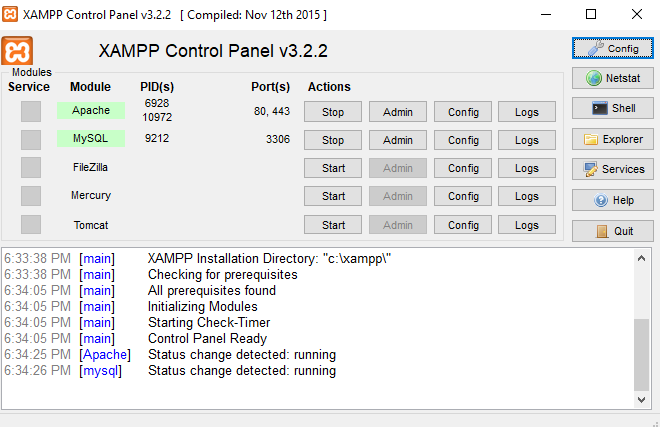 XAMPP Control Panel v3.2.2 [ Compiled: Nov 12th 2015 ]
XAMPP Control Panel v3.2.2
Config
Modules
Service Module PID(s) Port(s) Actions
Netstat
Apache 6928 10972 80, 443 Stop Admin Config Logs
Shell
MySQL 9212 3306 Stop Admin Config Logs
Explorer
FileZilla Start Admin Config Logs
Services
Mercury Start Admin Config Logs
Help
Tomcat Start Admin Config Logs
Quit
6:33:38 PM [main] XAMPP Installation Directory: "c:\xampp\"
6:33:38 PM [main] Checking for prerequisites
6:34:05 PM [main] All prerequisites found
6:34:05 PM [main] Initializing Modules
6:34:05 PM [main] Starting Check-Timer
6:34:05 PM [main] Control Panel Ready
6:34:25 PM [Apache] Status change detected: running
6:34:26 PM [mysql] Status change detected: running